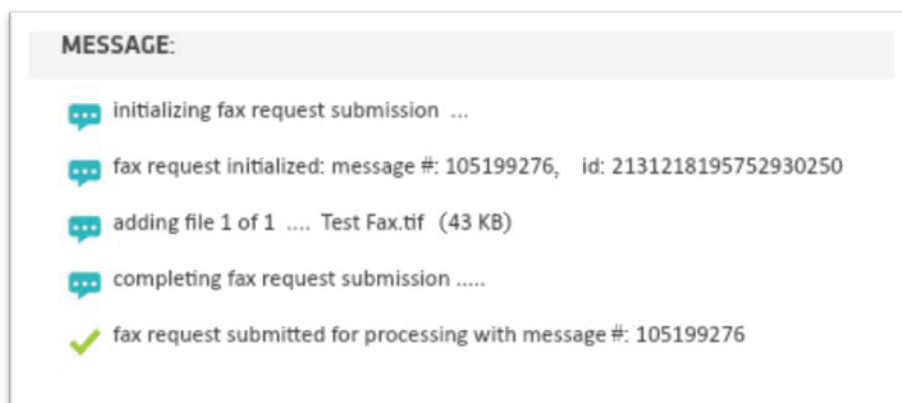 MESSAGE:
initializing fax request submission ...
fax request initialized: message #: 105199276, id: 2131218195752930250
adding file 1 of 1 .... Test Fax.tif (43 KB)
completing fax request submission .....
fax request submitted for processing with message #: 105199276